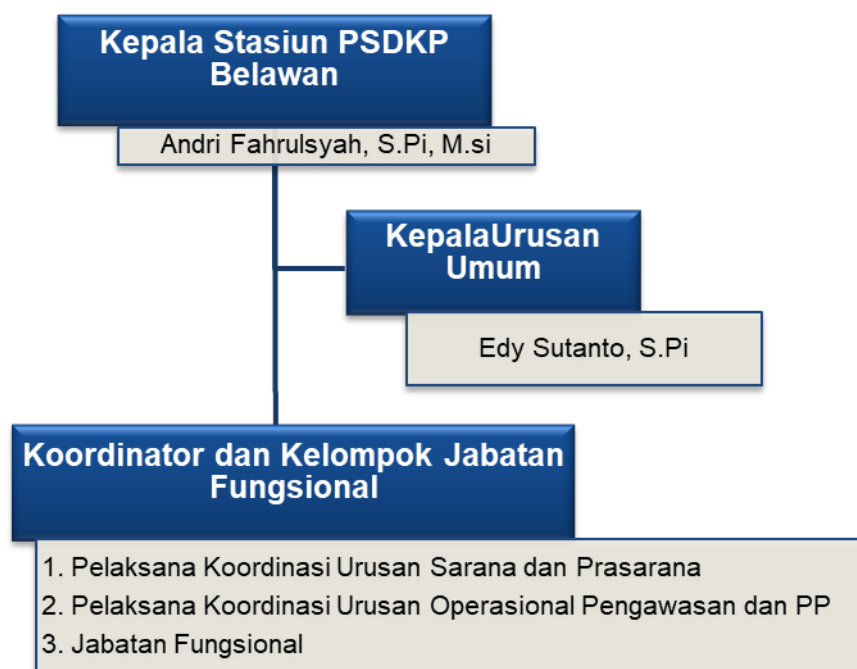 Kepala Stasiun PSDKP
Belawan
Andri Fahrulsyah, S.Pi, M.si
KepalaUrusan
Umum
Edy Sutanto, S.Pi
Koordinator dan Kelompok Jabatan
Fungsional
1. Pelaksana Koordinasi Urusan Sarana dan Prasarana
2. Pelaksana Koordinasi Urusan Operasional Pengawasan dan PP
3. Jabatan Fungsional